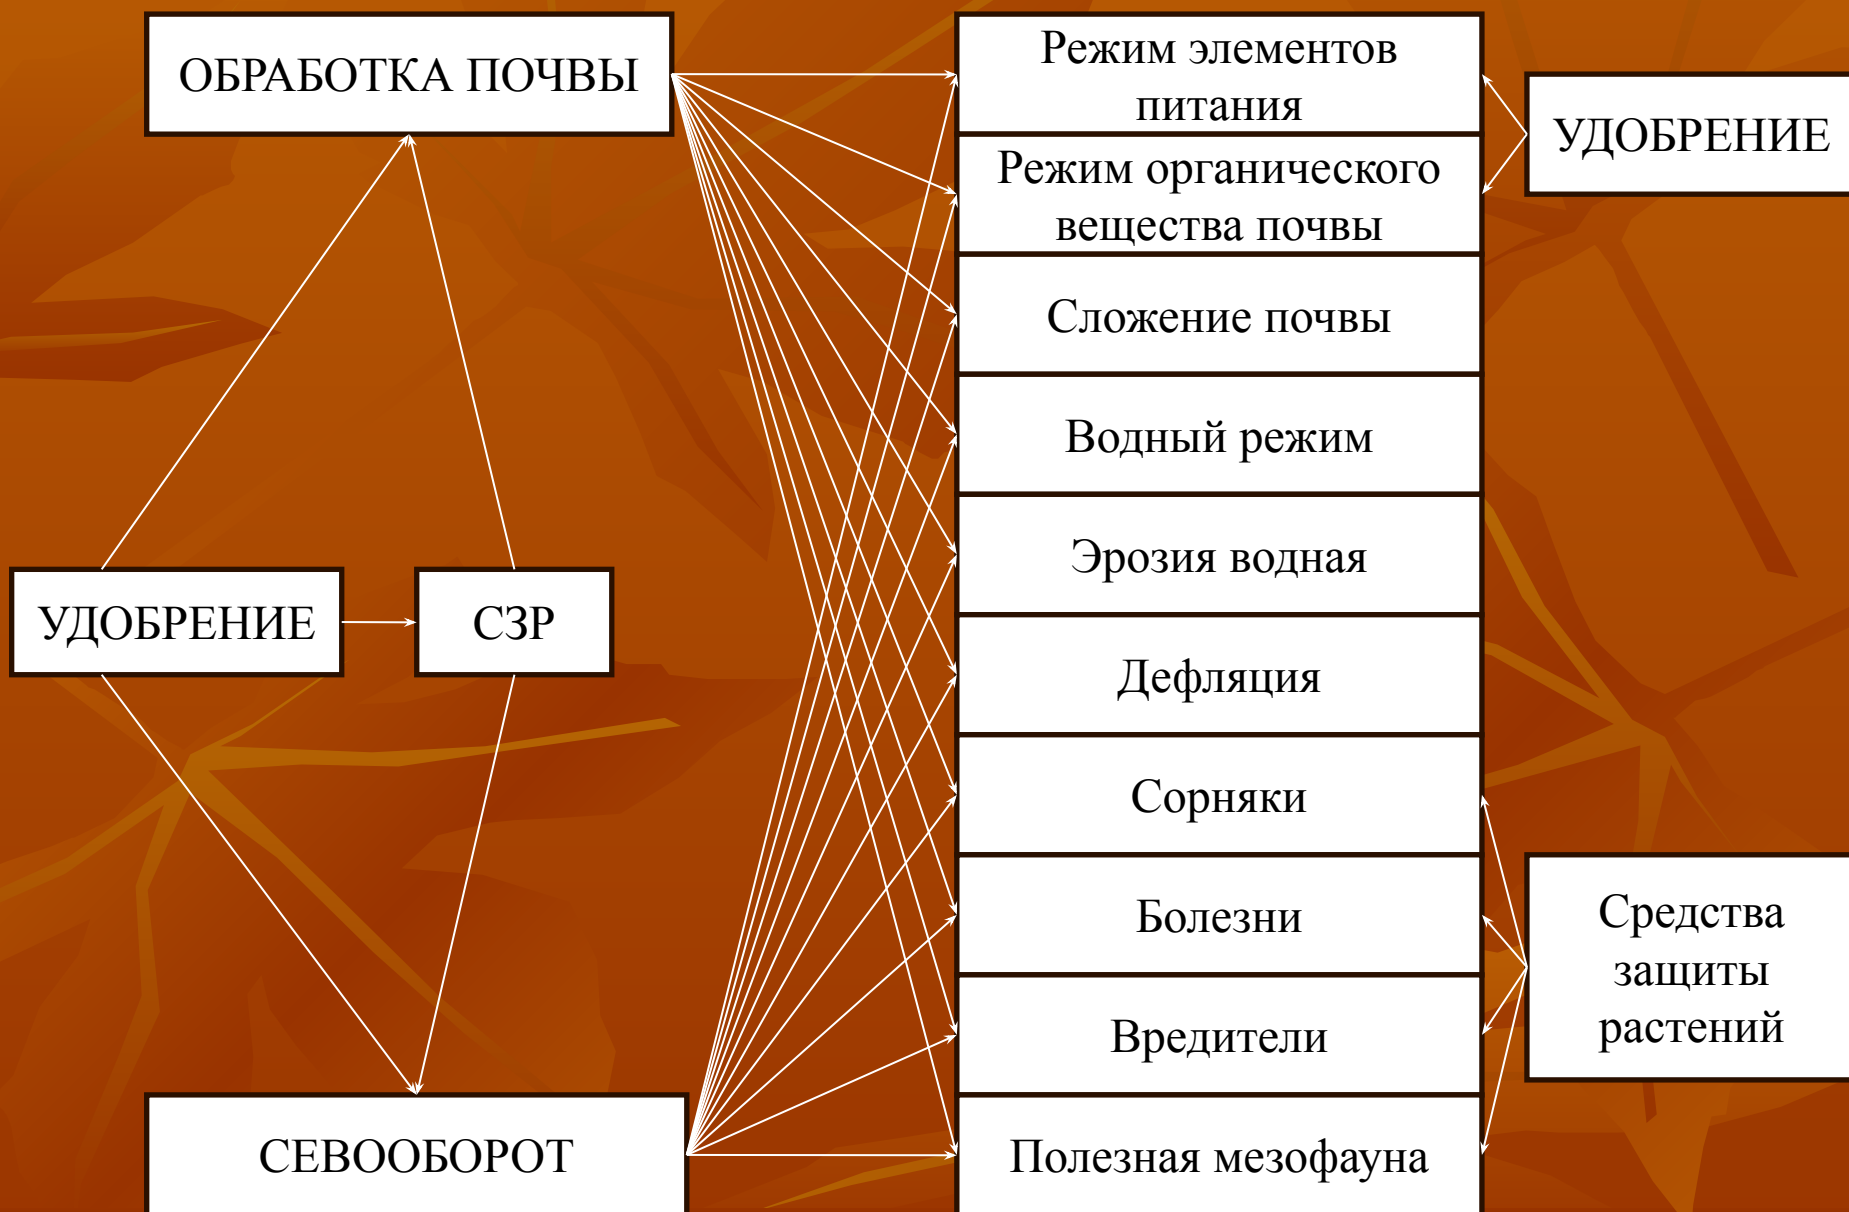 ОБРАБОТКА ПОЧВЫ
УДОБРЕНИЕ
СЗР
СЕВООБОРОТ
Режим элементов
питания
Режим органического
вещества почвы
Сложение почвы
Водный режим
Эрозия водная
Дефляция
Сорняки
Болезни
Вредители
Полезная мезофауна
УДОБРЕНИЕ
Средства
защиты
растений